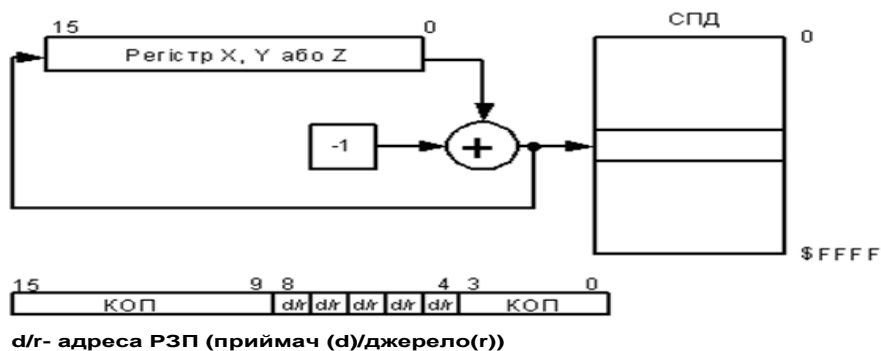 СПД
15 0
0
Регістр X, Y або Z
-1
+
$FFFF
15 9 8 4 3 0
КОП d/r d/r d/r d/r d/r КОП
d/r- адреса РЗП (приймач (d)/джерело(r))